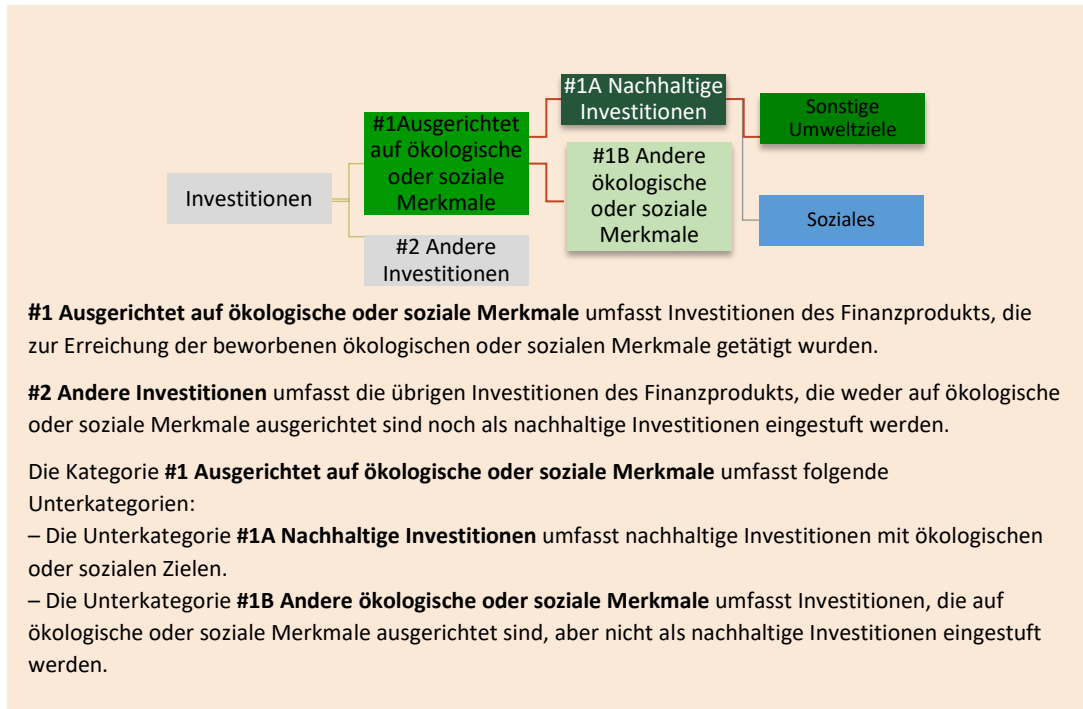 Investitionen
#1Ausgerichtet
auf ökologische
oder soziale
Merkmale
#2 Andere
Investitionen
#1A Nachhaltige
Investitionen
#1B Andere
ökologische
oder soziale
Merkmale
Sonstige
Umweltziele
Soziales
#1 Ausgerichtet auf ökologische oder soziale Merkmale umfasst Investitionen des Finanzprodukts, die
zur Erreichung der beworbenen ökologischen oder sozialen Merkmale getätigt wurden.
#2 Andere Investitionen umfasst die übrigen Investitionen des Finanzprodukts, die weder auf ökologische
oder soziale Merkmale ausgerichtet sind noch als nachhaltige Investitionen eingestuft werden.
Die Kategorie #1 Ausgerichtet auf ökologische oder soziale Merkmale umfasst folgende
Unterkategorien:
– Die Unterkategorie #1A Nachhaltige Investitionen umfasst nachhaltige Investitionen mit ökologischen
oder sozialen Zielen.
– Die Unterkategorie #1B Andere ökologische oder soziale Merkmale umfasst Investitionen, die auf
ökologische oder soziale Merkmale ausgerichtet sind, aber nicht als nachhaltige Investitionen eingestuft
werden.